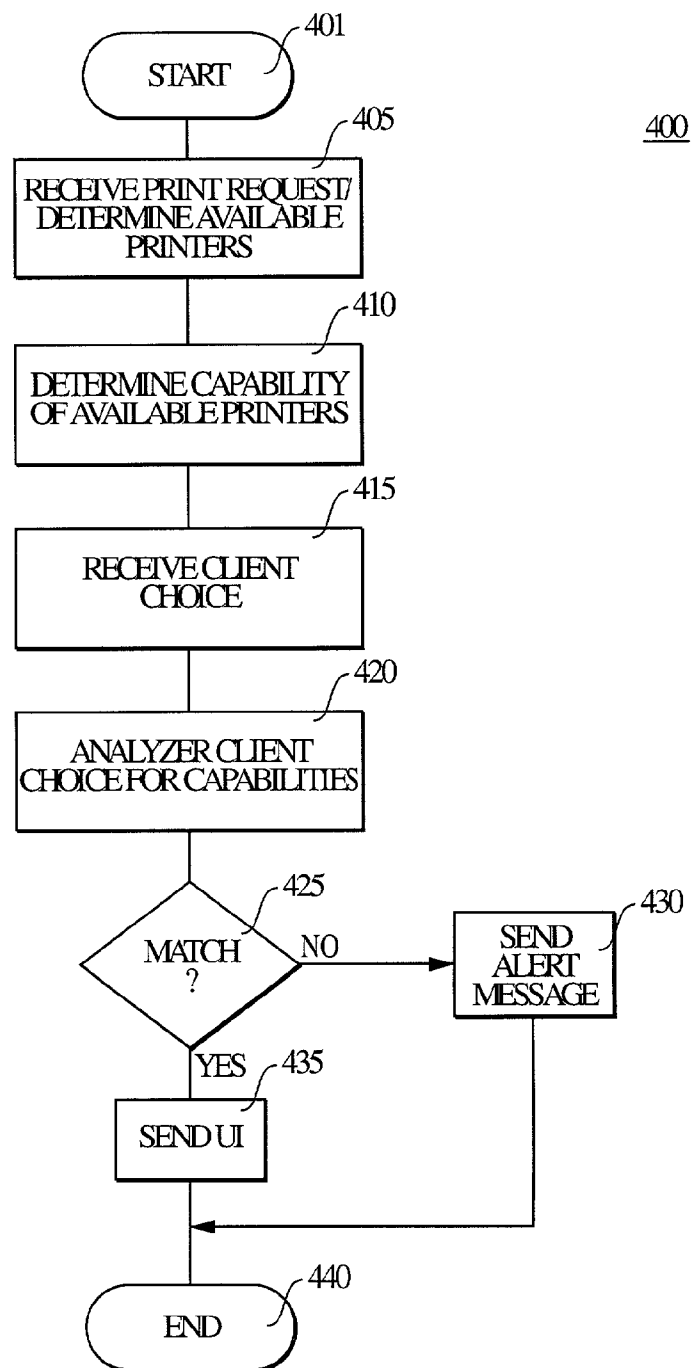 401
START
405
400
RECEIVE PRINT REQUEST/
DETERMINE AVAILABLE
PRINTERS
410
DETERMINE CAPABILITY
OF AVAILABLE PRINTERS
415
RECEIVE CLIENT
CHOICE
420
ANALYZER CLIENT
CHOICE FOR CAPABILITIES
425
MATCH
?
NO
430
SEND
ALERT
MESSAGE
YES
435
SEND UI
440
END